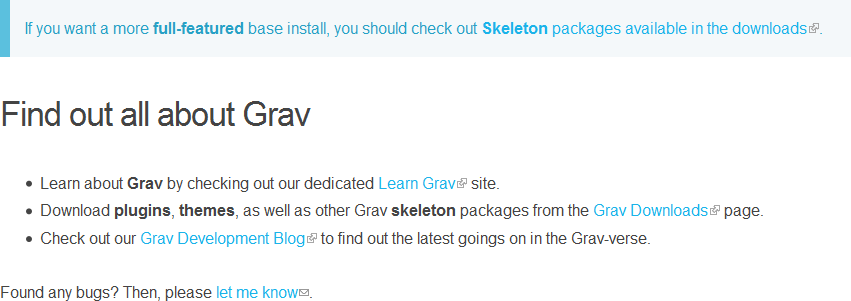 If you want a more full-featured base install, you should check out Skeleton packages available in the downloads.
Find out all about Grav
• Learn about Grav by checking out our dedicated Learn Grav site.
• Download plugins, themes, as well as other Grav skeleton packages from the Grav Downloads page.
• Check out our Grav Development Blog to find out the latest goings on in the Grav-verse.
Found any bugs? Then, please let me know.